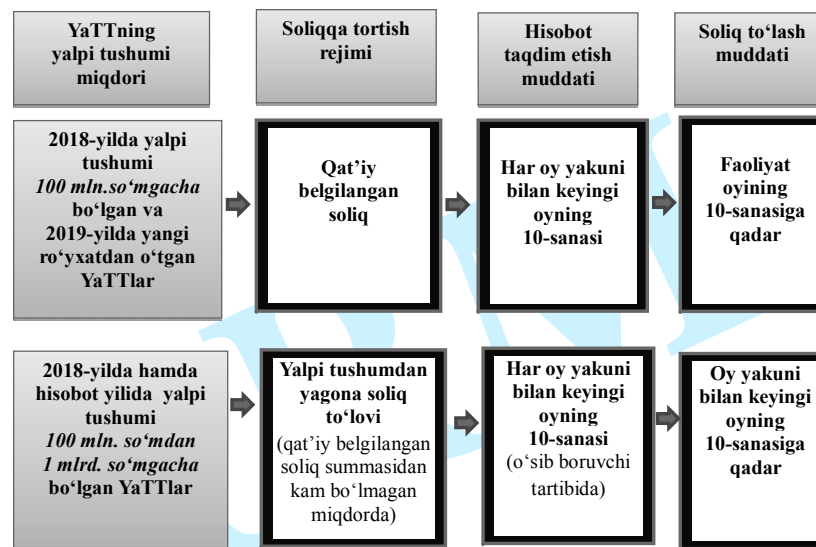 YaTTning
yalpi tushumi
miqdori
Soliqqa tortish
rejimi
Hisobot
taqdim etish
muddati
Soliq to‘lash
muddati
2018-yilda yalpi
tushumi
100 mln.so‘mgacha
bo‘lgan va
2019-yilda yangi
ro‘yxatdan o‘tgan
YaTTlar
Qat’iy
belgilangan
soliq
Har oy yakuni
bilan keyingi
oyning
10-sanasi
Faoliyat
oyining
10-sanasiga
qadar
2018-yilda hamda
hisobot yilida yalpi
tushumi
100 mln. so‘mdan
1 mlrd. so‘mgacha
bo‘lgan YaTTlar
Yalpi tushumdan
yagona soliq
to‘lovi
(qat’iy belgilangan
soliq summasidan
kam bo‘lmagan
miqdorda)
Har oy yakuni
bilan keyingi
oyning
10-sanasi
(o‘sib boruvchi
tartibida)
Oy yakuni
bilan keyingi
oyning
10-sanasiga
qadar